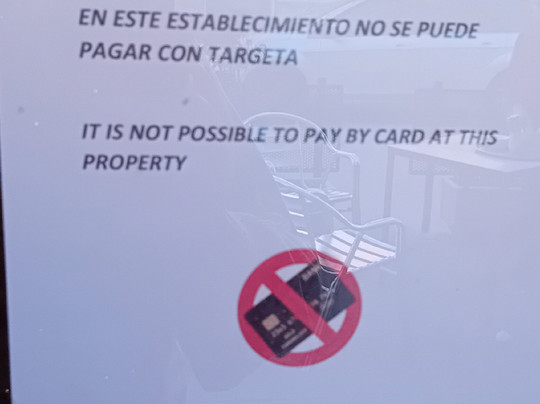 EN ESTE ESTABLECIMIENTO NO SE PUEDE
PAGAR CON TARGETA
IT IS NOT POSSIBLE TO PAY BY CARD AT THIS
PROPERTY